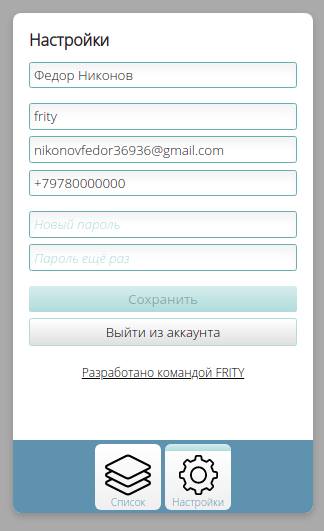 Настройки
Федор Никонов
frity
nikonovfedor36936@gmail.com
+79780000000
Новый пароль
Пароль ещё раз
Сохранить
Выйти из аккаунта
Разработано командой FRITY
Список
Настройки